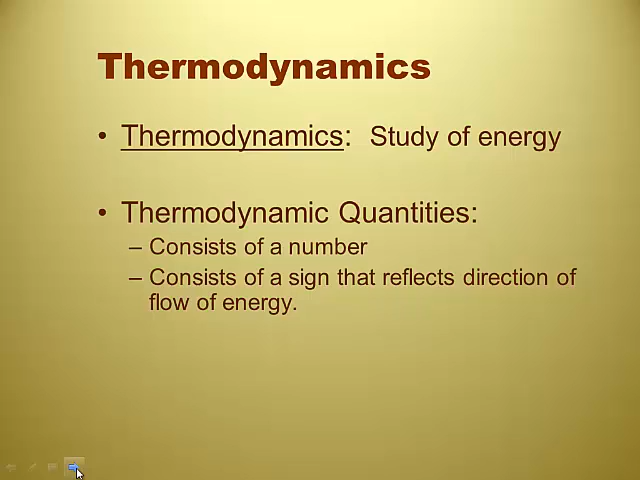 Thermodynamics
• Thermodynamics: Study of energy
• Thermodynamic Quantities:
– Consists of a number
– Consists of a sign that reflects direction of
flow of energy.